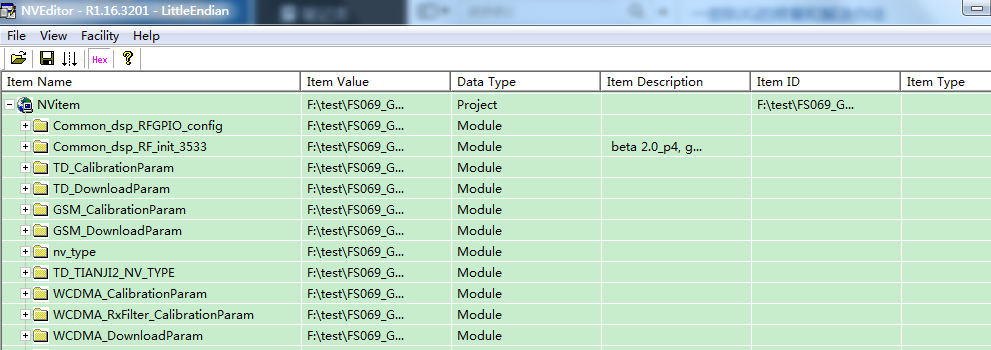 NVEditor - R1.16.3201 - LittleEndian
File View Facility Help
Hex ?
Item Name Item Value Data Type Item Description Item ID Item Type
NVitem F:\test\FS069_G... Project F:\test\FS069_G...
Common_dsp_RFGPIO_config F:\test\FS069_G... Module
Common_dsp_RF_init_3533 F:\test\FS069_G... Module beta 2.0_p4, g...
TD_CalibrationParam F:\test\FS069_G... Module
TD_DownloadParam F:\test\FS069_G... Module
GSM_CalibrationParam F:\test\FS069_G... Module
GSM_DownloadParam F:\test\FS069_G... Module
nv_type F:\test\FS069_G... Module
TD_TIANJI2_NV_TYPE F:\test\FS069_G... Module
WCDMA_CalibrationParam F:\test\FS069_G... Module
WCDMA_RxFilter_CalibrationParam F:\test\FS069_G... Module
WCDMA_DownloadParam F:\test\FS069_G... Module